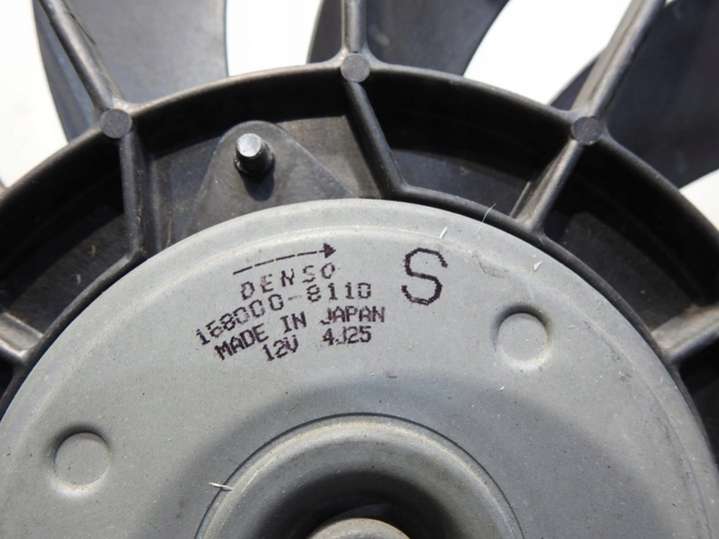 DENSO
168000-8110
MADE IN JAPAN
12V 4J25
S